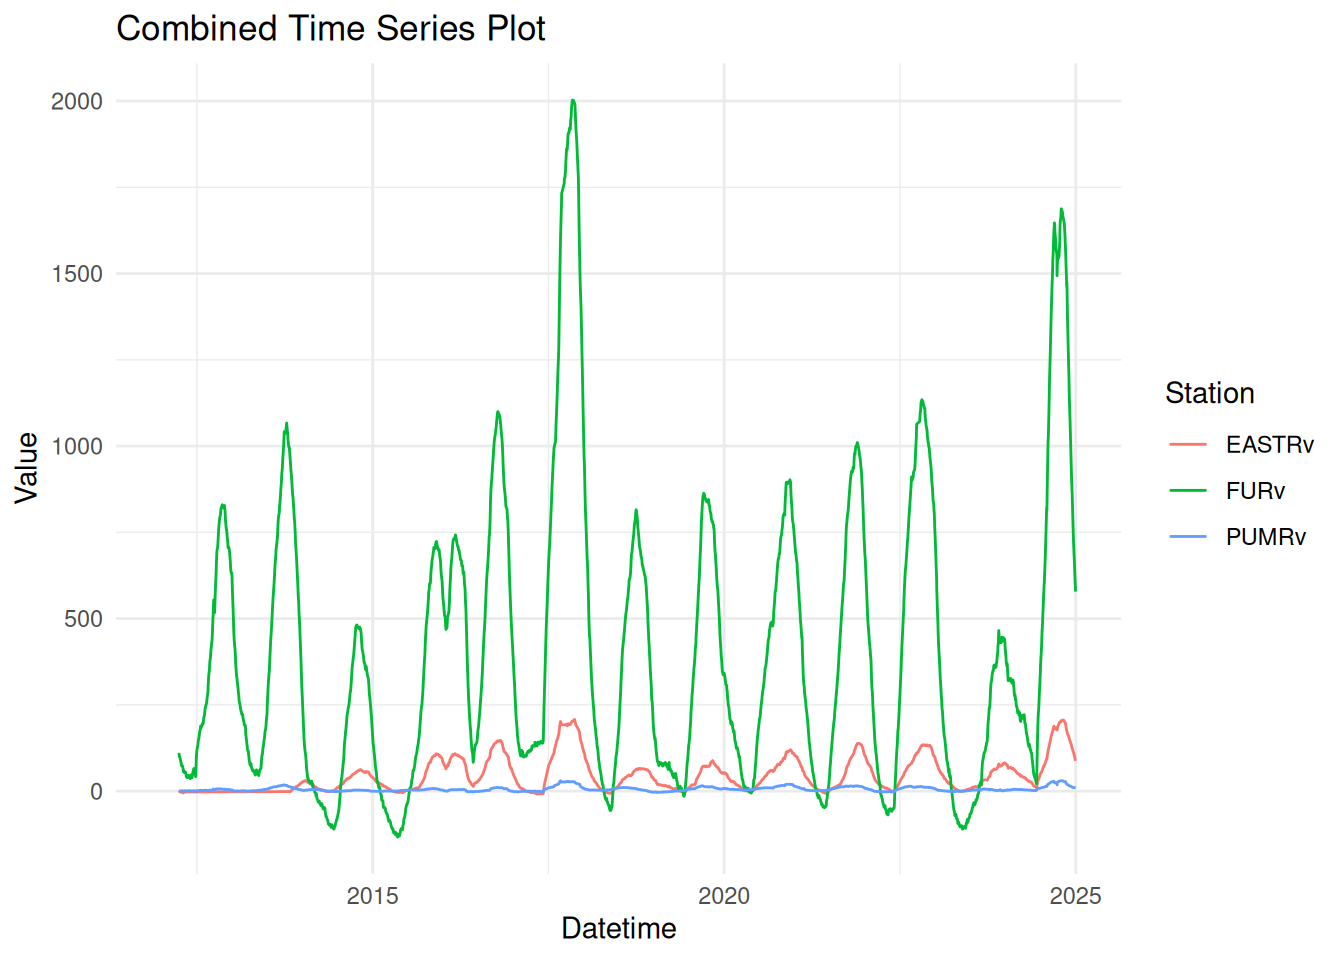 Combined Time Series Plot
2000
1500
1000
500
0
Value
2015
2020
2025
Datetime
Station
EASTRv
FURv
PUMRv